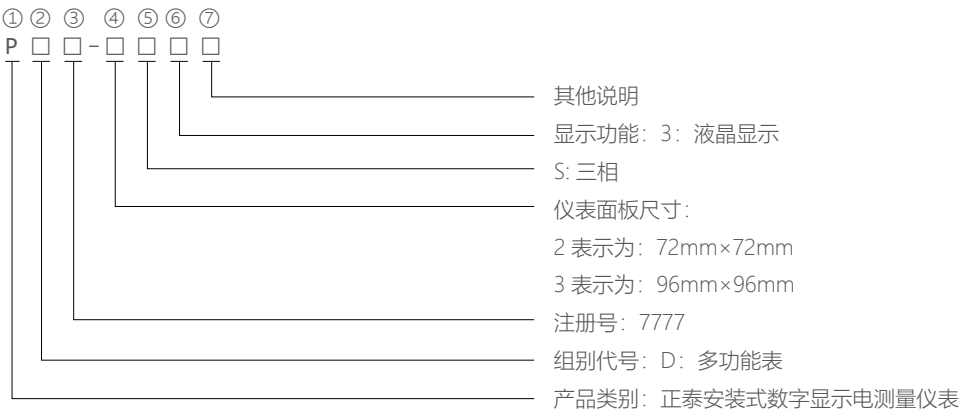 ① ② ③ ④ ⑤ ⑥ ⑦
P □ □ - □ □ □ □
其他说明
显示功能：3：液晶显示
S: 三相
仪表面板尺寸：
2 表示为：72mm×72mm
3 表示为：96mm×96mm
注册号：7777
组别代号：D：多功能表
产品类别：正泰安装式数字显示电测量仪表